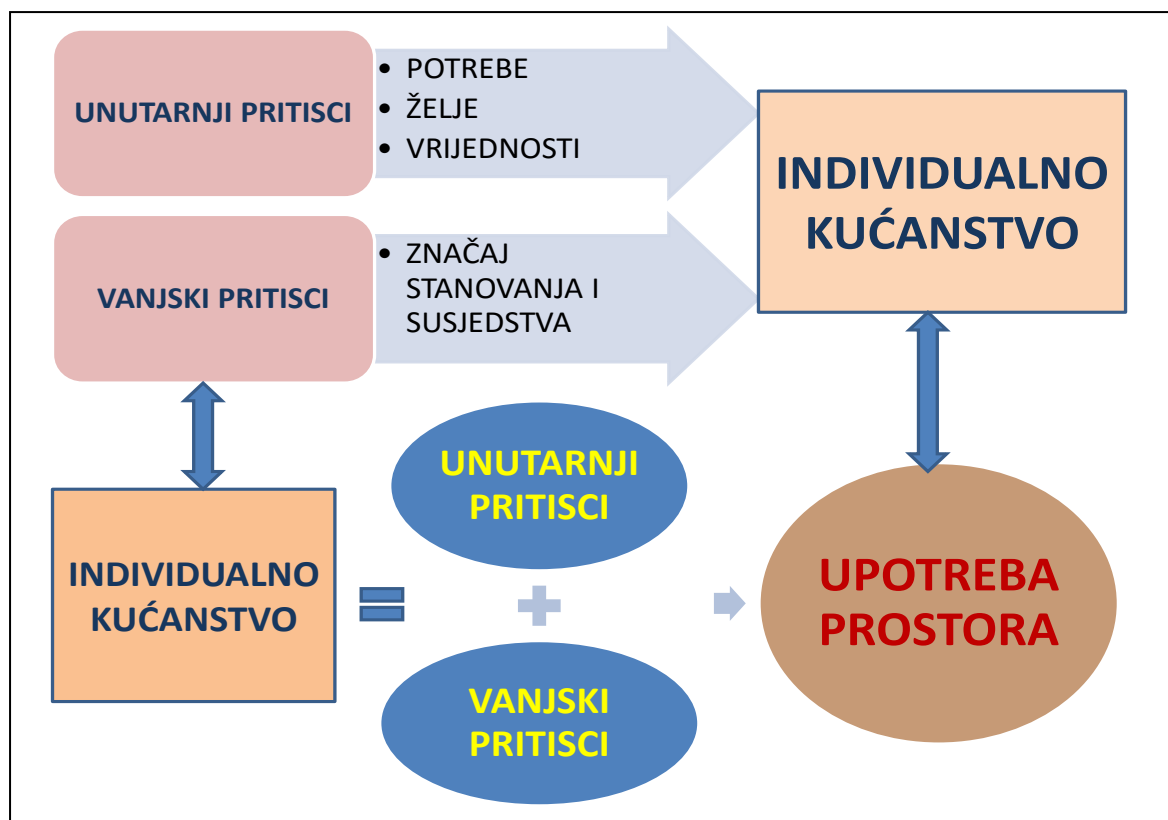 UNUTARNJI PRITISCI
• POTREBE
• ŽELJE
• VRIJEDNOSTI
INDIVIDUALNO
KUĆANSTVO
VANJSKI PRITISCI
• ZNAČAJ
STANOVANJA I
SUSJEDSTVA
UNUTARNJI
PRITISCI
INDIVIDUALNO
KUĆANSTVO
=
+
UPOTREBA
PROSTORA
VANJSKI
PRITISCI